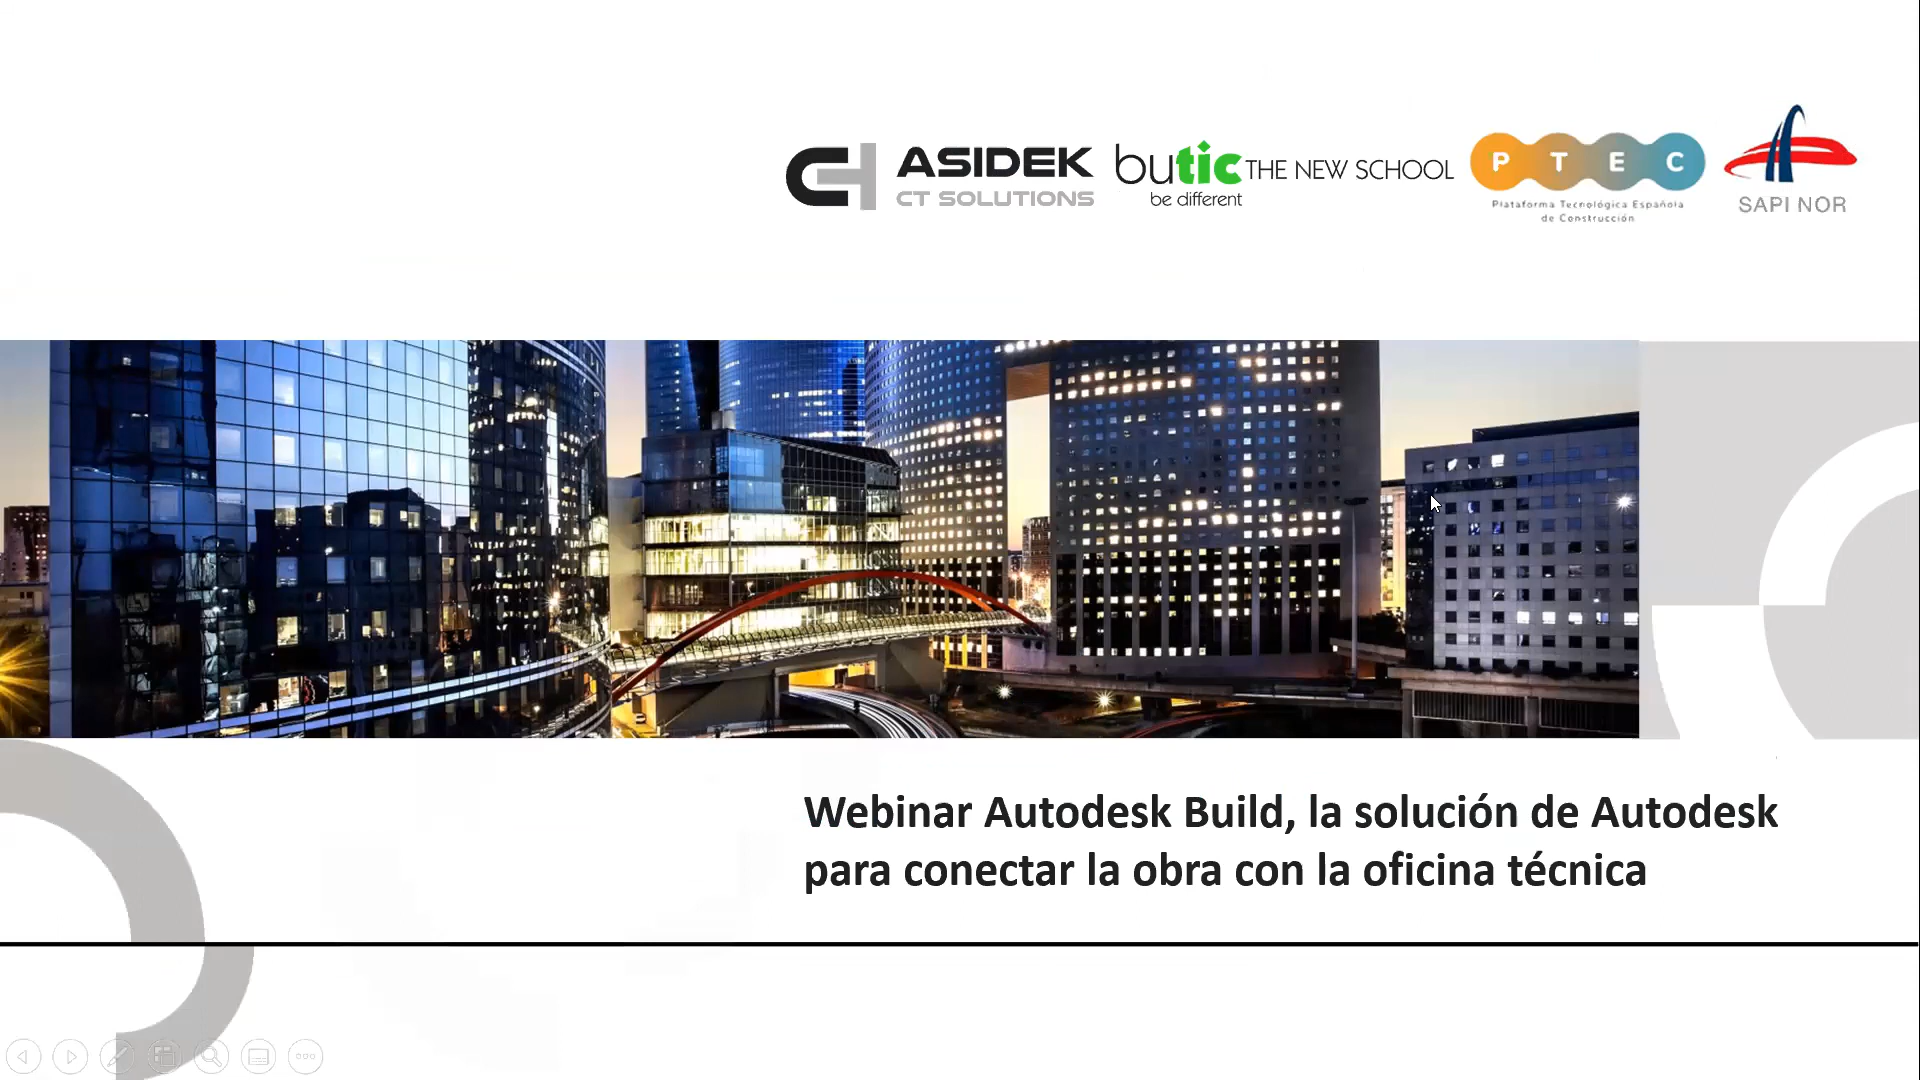 ASIDEK
CT SOLUTIONS
butic THE NEW SCHOOL
be different
P T E C
Plataforma Tecnológica Española
de Construcción
SAPI NOR
Webinar Autodesk Build, la solución de Autodesk
para conectar la obra con la oficina técnica